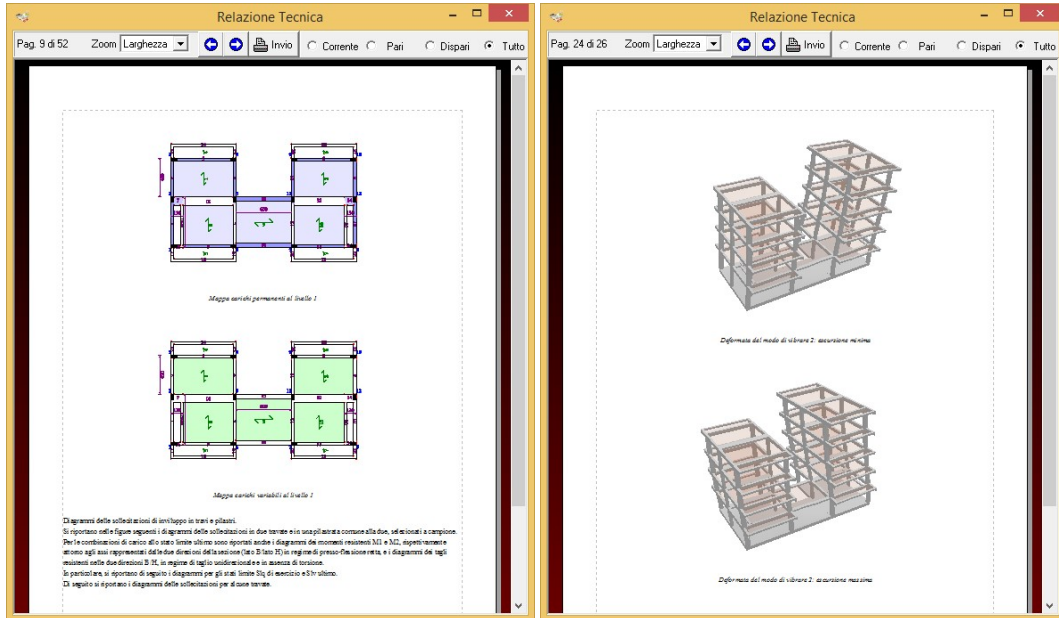 Relazione Tecnica
Pag. 9 di 52 Zoom Larghezza Invio Corrente Pari Dispari Tutto
Mappa carichi permanenti al livello 1
Mappa carichi variabili al livello 1
Diagrammi delle sollecitazioni di inviluppo in travi e pilastri.
Si riportano nelle figure seguenti i diagrammi delle sollecitazioni in due travate e in una pilastrata comune alla due, selezionati a campione.
Per le combinazioni di carico allo stato limite ultimo sono riportati anche i diagrammi dei momenti resistenti M1 e M2, rispettivamente
attorno agli assi rappresentati dalle due direzioni della sezione (lato B/lato H) in regime di presso-flessione retta, e i diagrammi dei tagli
resistenti nelle due direzioni B/H, in regime di taglio unidirezionale e in assenza di torsione.
In particolare, si riportano di seguito i diagrammi per gli stati limite Slq di esercizio e Slv ultimo.
Di seguito si riportano i diagrammi delle sollecitazioni per alcune travate.
Relazione Tecnica
Pag. 24 di 26 Zoom Larghezza Invio Corrente Pari Dispari Tutto
Deformata del modo di vibrare 2: escursione minima
Deformata del modo di vibrare 2: escursione massima